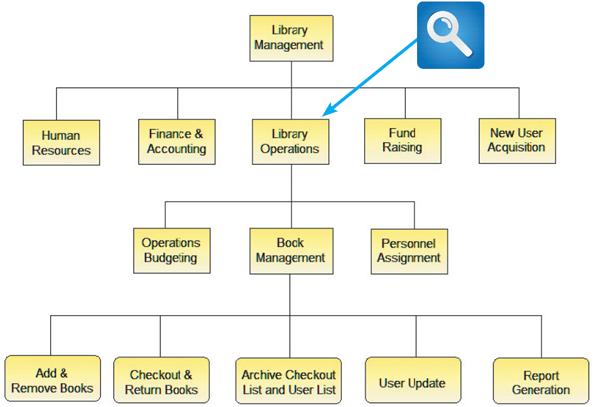 Library
Management
Human
Resources
Finance &
Accounting
Library
Operations
Fund
Raising
New User
Acquisition
Operations
Budgeting
Book
Management
Personnel
Assignment
Add &
Remove Books
Checkout &
Return Books
Archive Checkout
List and User List
User Update
Report
Generation